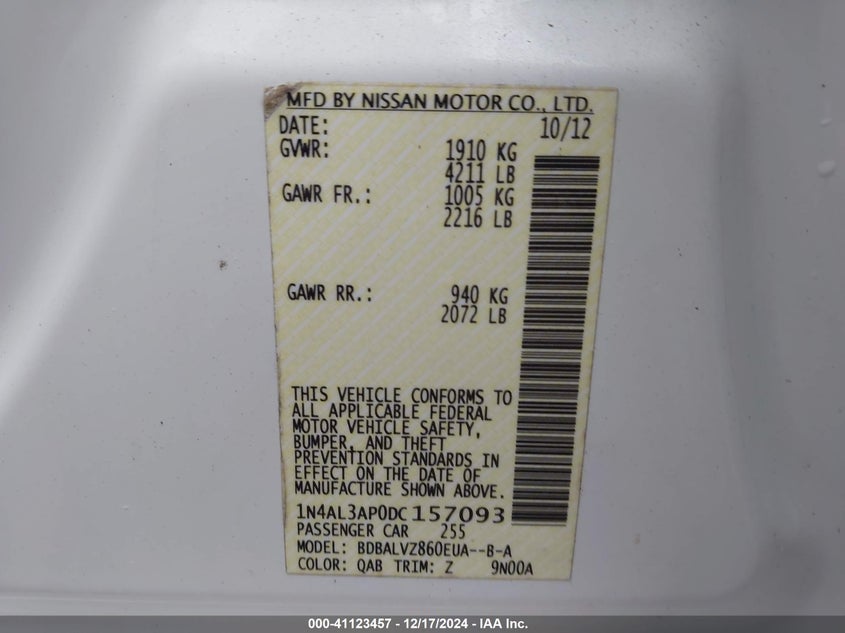 MFD BY NISSAN MOTOR CO., LTD.
DATE: 10/12
GVWR: 1910 KG
4211 LB
GAWR FR.: 1005 KG
2216 LB
GAWR RR.: 940 KG
2072 LB
THIS VEHICLE CONFORMS TO
ALL APPLICABLE FEDERAL
MOTOR VEHICLE SAFETY,
BUMPER, AND THEFT
PREVENTION STANDARDS IN
EFFECT ON THE DATE OF
MANUFACTURE SHOWN ABOVE.
1N4AL3AP0DC157093
PASSENGER CAR 255
MODEL: BDBALVZ860EUA--B-A
COLOR: QAB TRIM: Z 9N00A
000-41123457 - 12/17/2024 - IAA Inc.